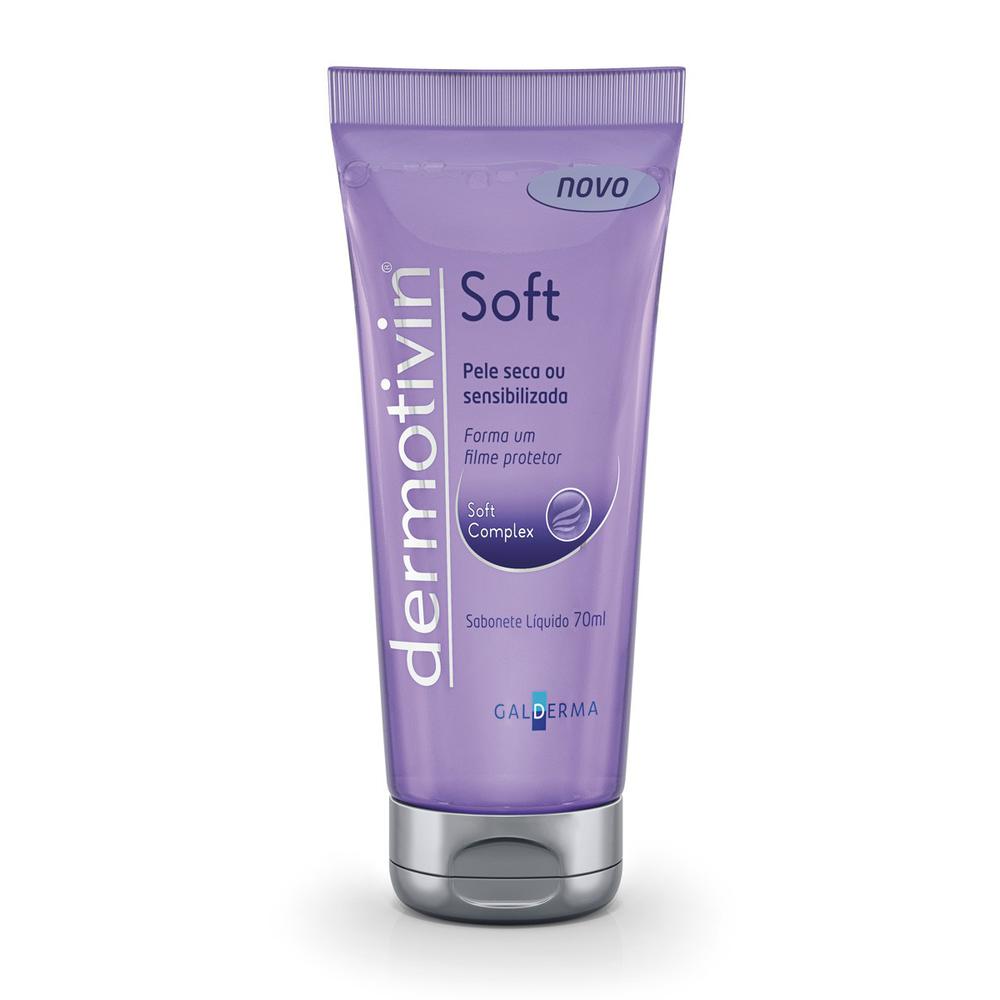 novo
dermotivin®
Soft
Pele seca ou
sensibilizada
Forma um
filme protetor
Soft
Complex
Sabonete Líquido 70ml
GALDERMA